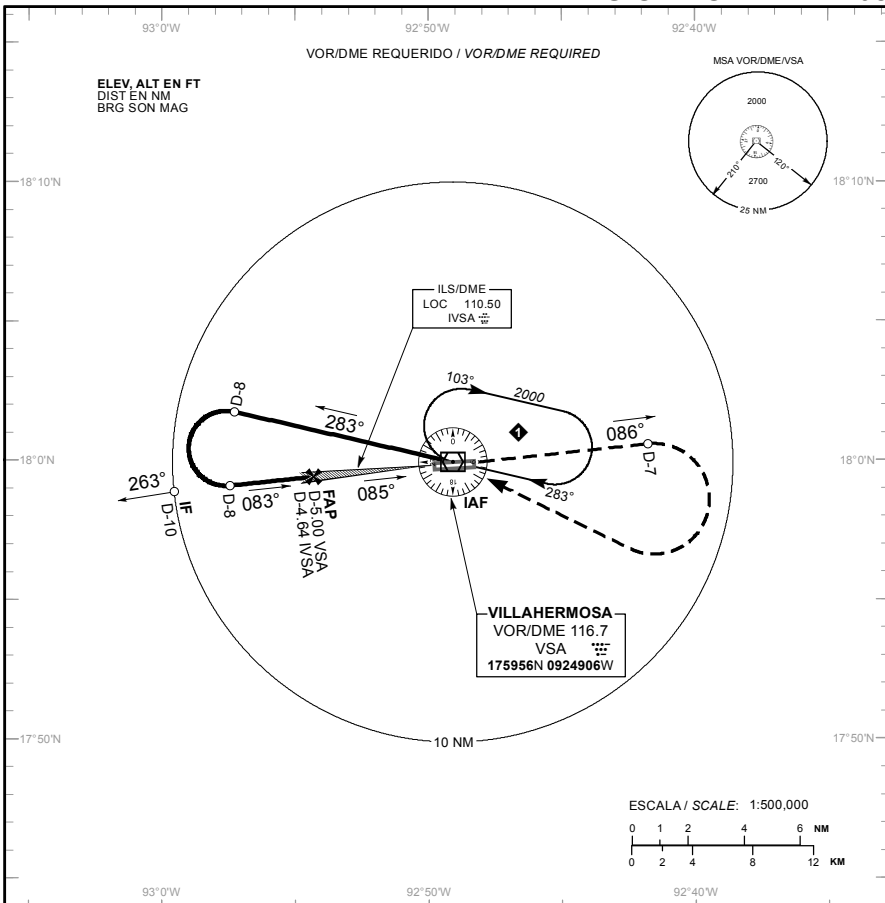 93°0'W
92°50'W
92°40'W
VOR/DME REQUERIDO / VOR/DME REQUIRED
MSA VOR/DME/VSA
ELEV, ALT EN FT
DIST EN NM
BRG SON MAG
2000
210°
120°
2700
25 NM
18°10'N
18°10'N
ILS/DME
LOC 110.50
IVSA
103°
2000
D-8
283°
1
086°
D-7
18°0'N
18°0'N
0
18
263°
IF
D-10
D-8
083°
FAP
D-5.00 VSA
D-4.64 IVSA
085°
IAF
283°
VILLAHERMOSA
VOR/DME 116.7
VSA
175956N 0924906W
17°50'N
10 NM
17°50'N
ESCALA / SCALE: 1:500,000
0 1 2 4 6 NM
0 2 4 8 12 KM
93°0'W
92°50'W
92°40'W